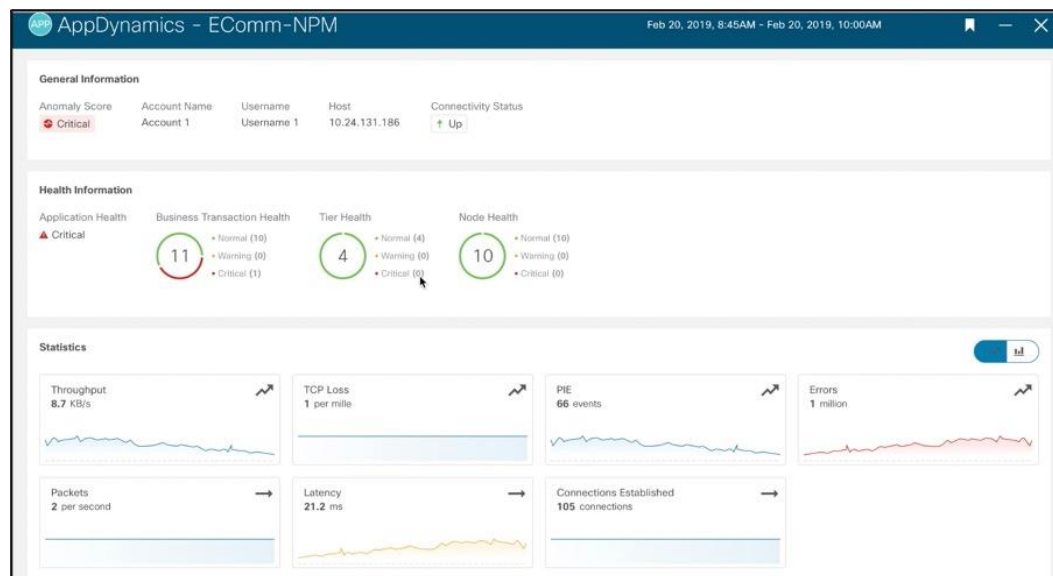 APP AppDynamics - EComm-NPM
Feb 20, 2019, 8:45AM - Feb 20, 2019, 10:00AM
General Information
Anomaly Score Account Name Username Host Connectivity Status
Critical Account 1 Username 1 10.24.131.186 Up
Health Information
Application Health Business Transaction Health Tier Health Node Health
Critical
11
Normal (10)
Warning (0)
Critical (1)
4
Normal (4)
Warning (0)
Critical (0)
10
Normal (10)
Warning (0)
Critical (0)
Statistics
Throughput
8.7 KB/s
TCP Loss
1 per mille
PIE
66 events
Errors
1 million
Packets
2 per second
Latency
21.2 ms
Connections Established
105 connections